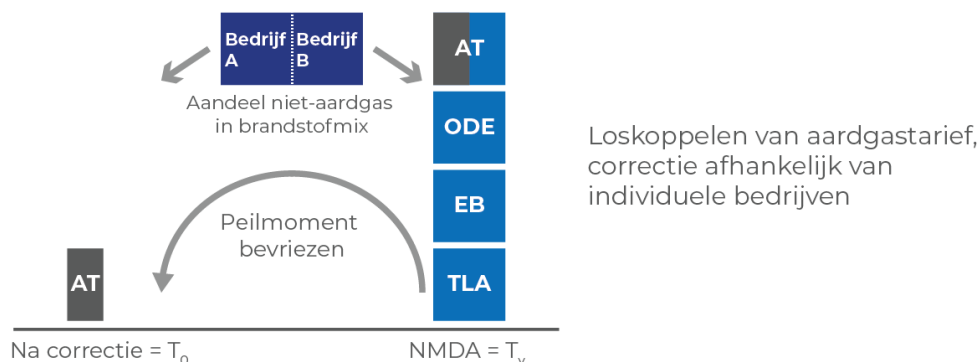 Bedrijf A
Bedrijf B
AT
Aandeel niet-aardgas
in brandstofmix
ODE
Loskoppelen van aardgastarief,
correctie afhankelijk van
individuele bedrijven
EB
Peilmoment
bevriezen
AT
TLA
Na correctie = T₀
NMDA = Tᵥ